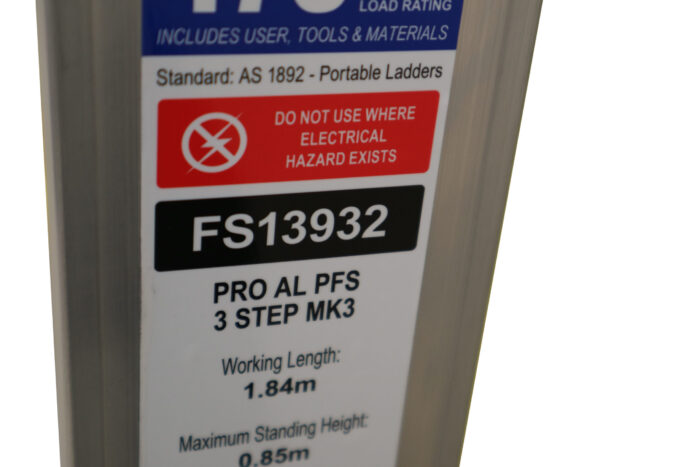 LOAD RATING
INCLUDES USER, TOOLS & MATERIALS
Standard: AS 1892 - Portable Ladders
DO NOT USE WHERE
ELECTRICAL
HAZARD EXISTS
FS13932
PRO AL PFS
3 STEP MK3
Working Length:
1.84m
Maximum Standing Height:
0.85m